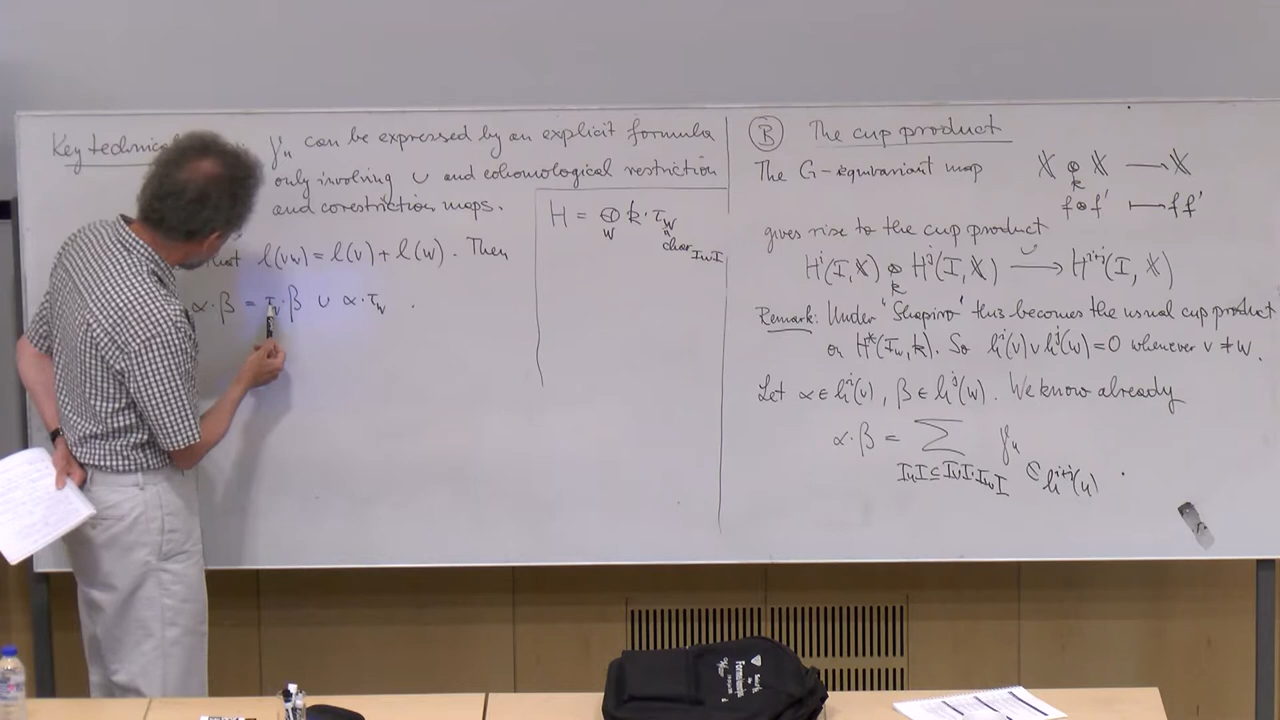 Key technical γ_u can be expressed by an explicit formula
only involving ∪ and cohomological restriction
and corestriction maps.
l(vw) = l(v) + l(w). Then
α·β = τ_v·β ∪ α·τ_w .
H = ⊕_w k·τ_w
char_{IwI}
Ⓑ The cup product
The G-equivariant map 𝕏 ⊗_k 𝕏 ⟶ 𝕏
f⊗f' ⟼ ff'
gives rise to the cup product
H^i(I,𝕏) ⊗_k H^j(I,𝕏) ⟶^∪ H^{i+j}(I,𝕏)
Remark: Under "Shapiro" this becomes the usual cup product
on H^*(I_w,k). So h^i(v)∪h^j(w)=0 whenever v≠w.
Let α∈h^i(v), β∈h^j(w). We know already
α·β = ∑_{IuI⊆IvI·IwI} γ_u
∈ h^{i+j}(u) .